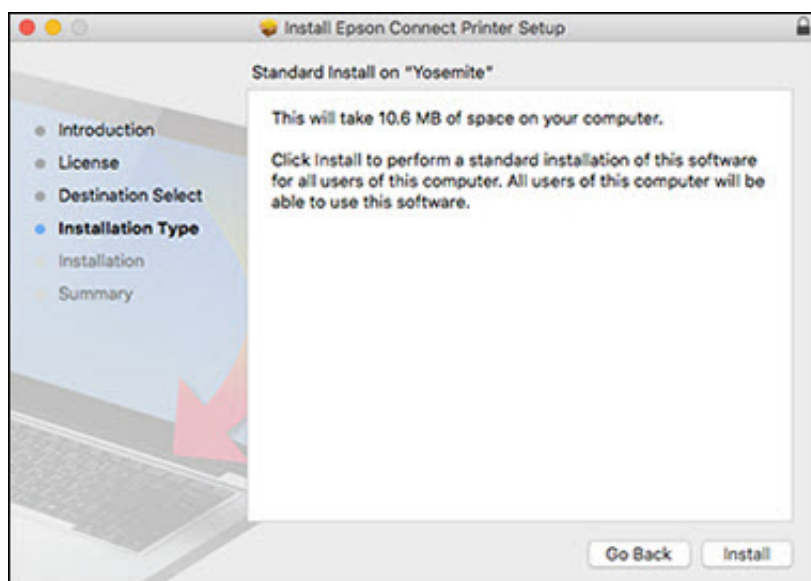 Install Epson Connect Printer Setup
Standard Install on "Yosemite"
Introduction
License
Destination Select
Installation Type
Installation
Summary
This will take 10.6 MB of space on your computer.
Click Install to perform a standard installation of this software
for all users of this computer. All users of this computer will be
able to use this software.
Go Back
Install